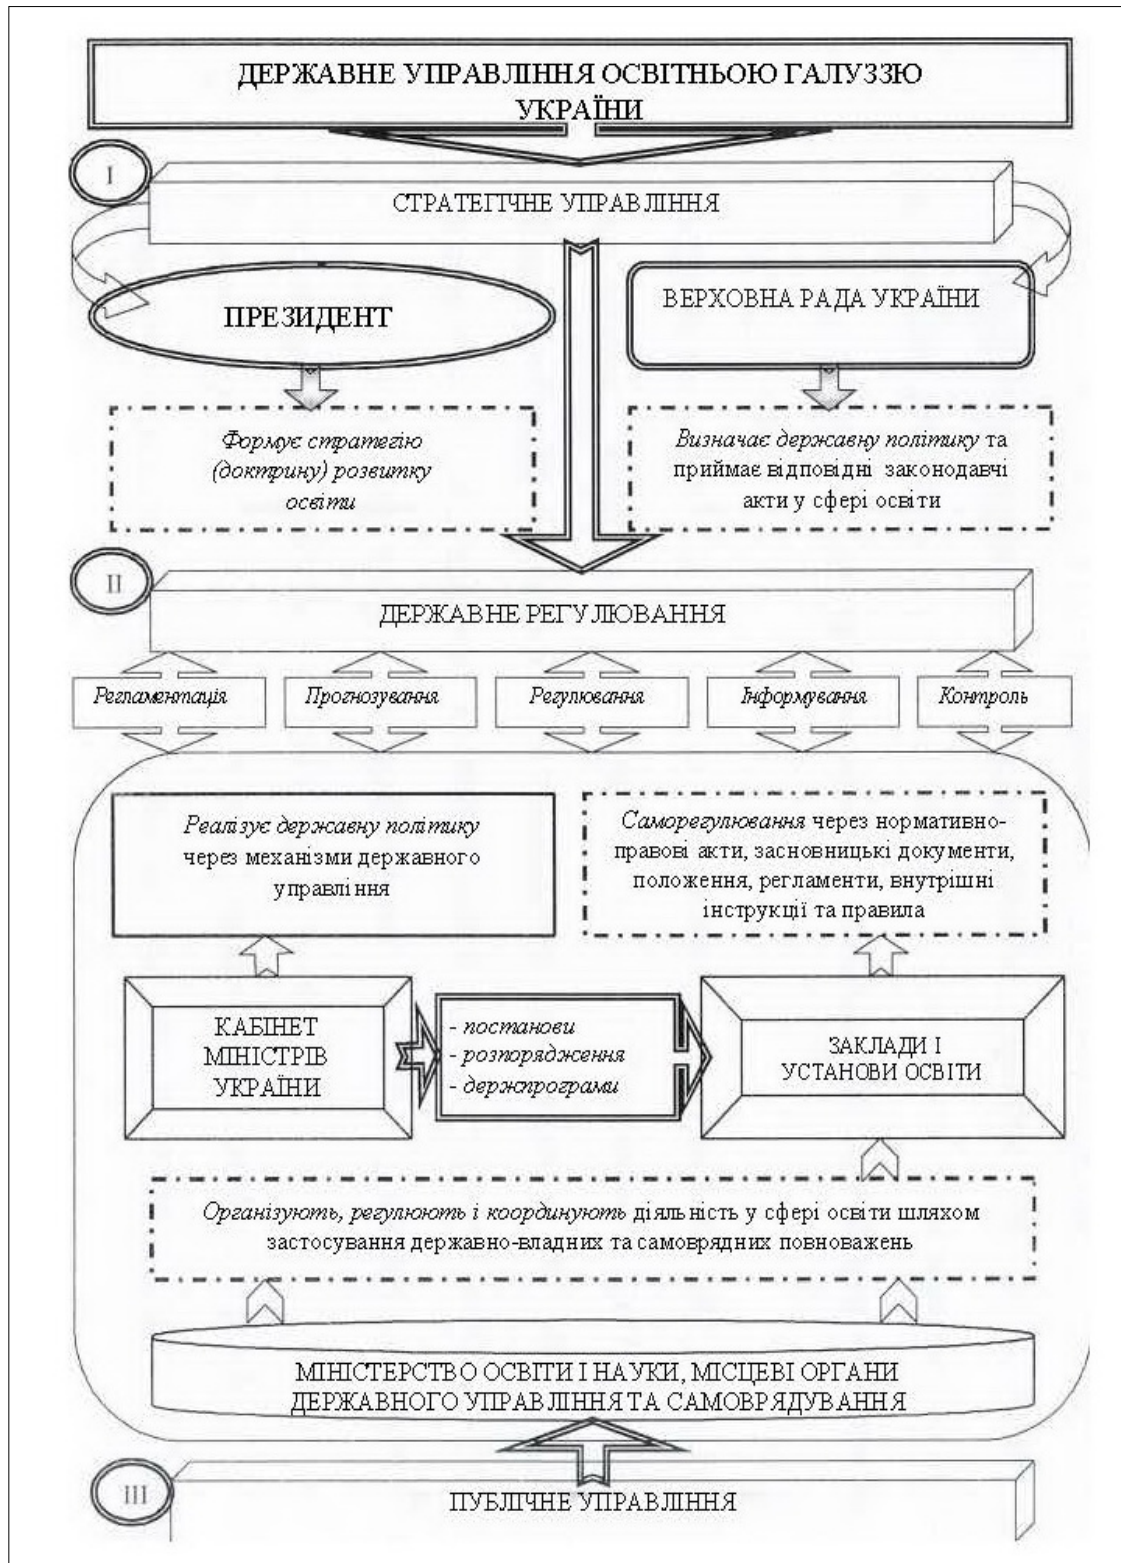 ДЕРЖАВНЕ УПРАВЛІННЯ ОСВІТНЬОЮ ГАЛУЗЗЮ
УКРАЇНИ
I
СТРАТЕГІЧНЕ УПРАВЛІННЯ
ПРЕЗИДЕНТ
ВЕРХОВНА РАДА УКРАЇНИ
Формує стратегію
(доктрину) розвитку
освіти
Визначає державну політику та
приймає відповідні законодавчі
акти у сфері освіти
II
ДЕРЖАВНЕ РЕГУЛЮВАННЯ
Регламентація
Прогнозування
Регулювання
Інформування
Контроль
Реалізує державну політику
через механізми державного
управління
Саморегулювання через нормативно-
правові акти, засновницькі документи,
положення, регламенти, внутрішні
інструкції та правила
КАБІНЕТ
МІНІСТРІВ
УКРАЇНИ
- постанови
- розпорядження
- держпрограми
ЗАКЛАДИ І
УСТАНОВИ ОСВІТИ
Організують, регулюють і координують діяльність у сфері освіти шляхом
застосування державно-владних та самоврядних повноважень
МІНІСТЕРСТВО ОСВІТИ І НАУКИ, МІСЦЕВІ ОРГАНИ
ДЕРЖАВНОГО УПРАВЛІННЯ ТА САМОВРЯДУВАННЯ
III
ПУБЛІЧНЕ УПРАВЛІННЯ